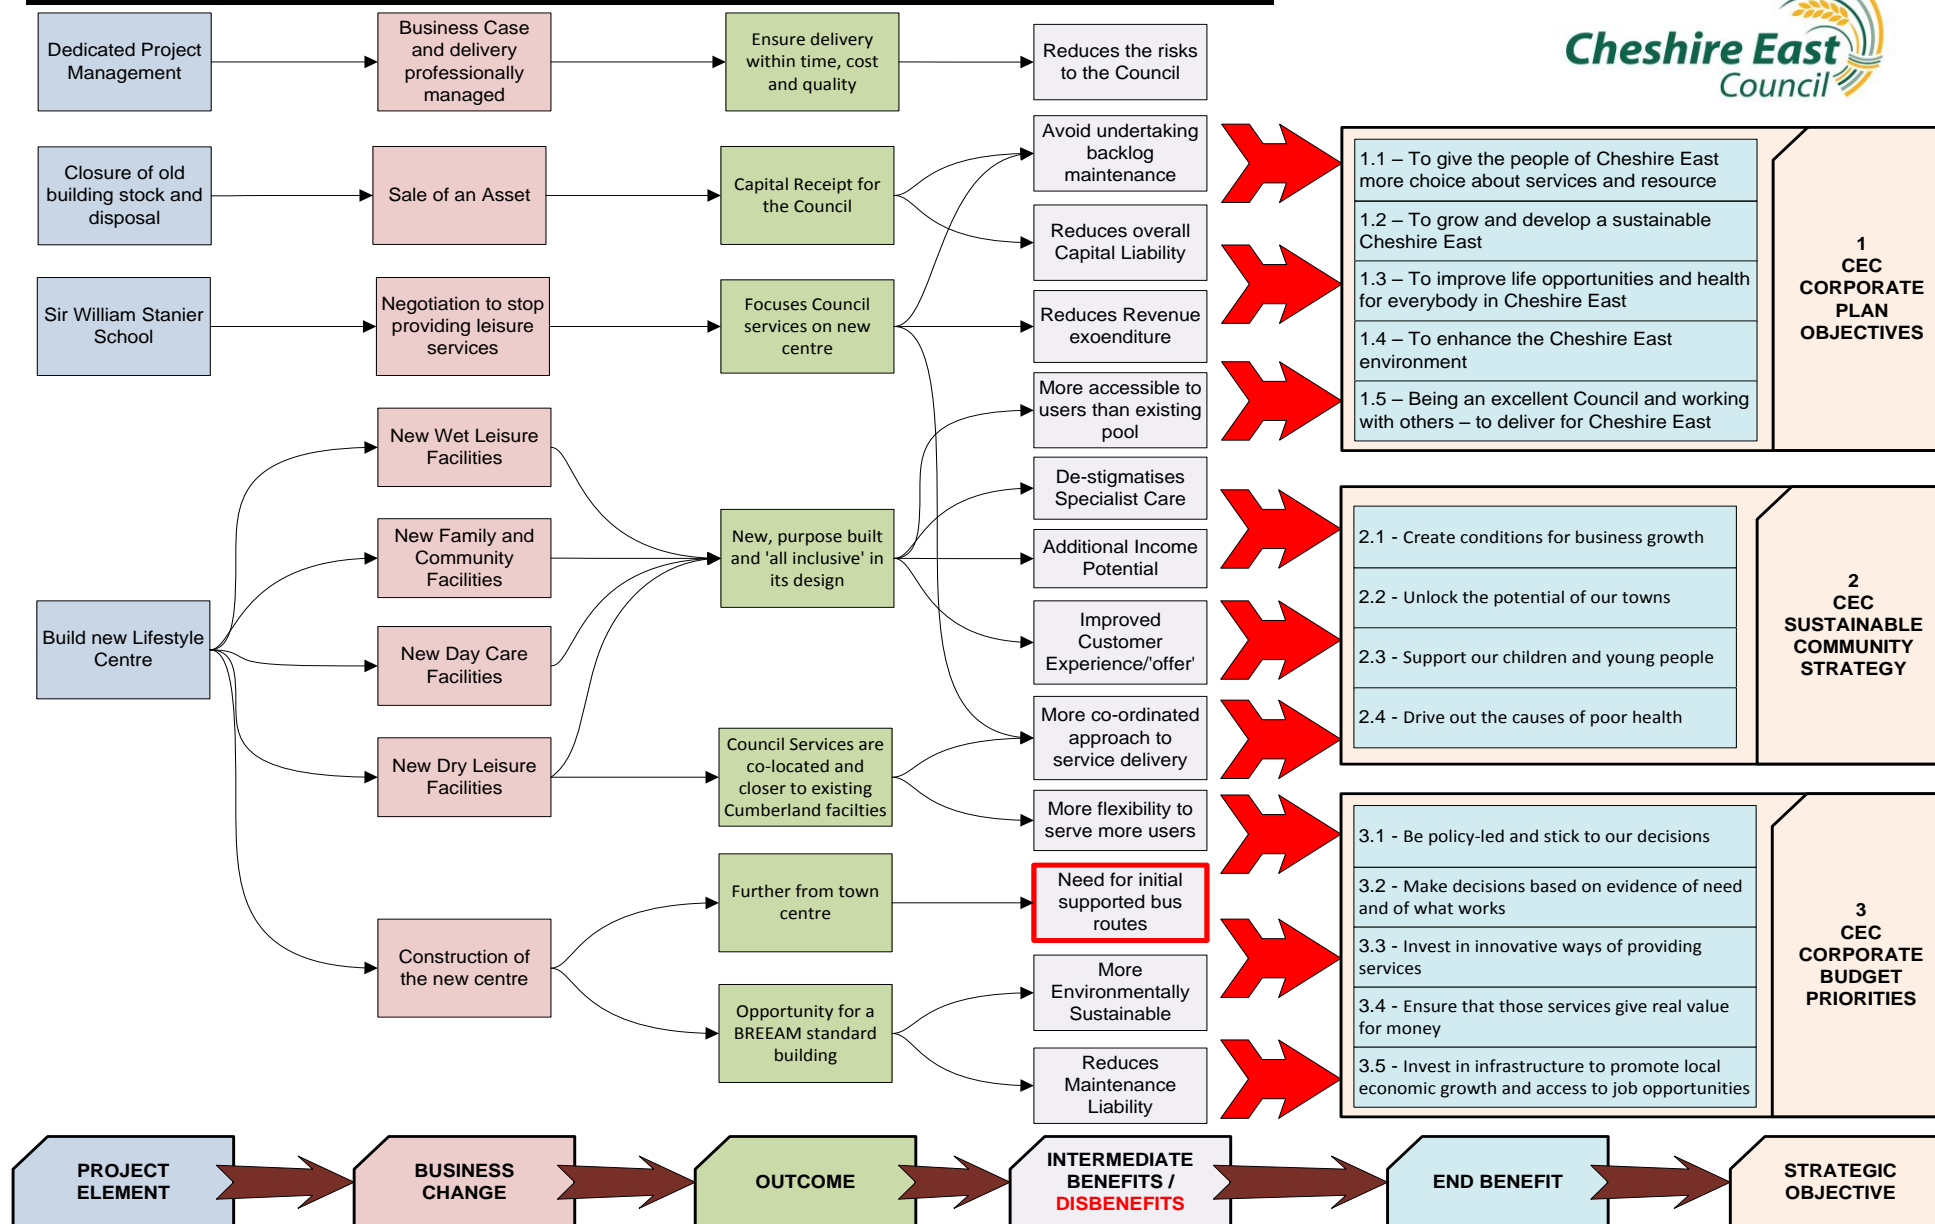 Cheshire East
Council
Dedicated Project
Management
Business Case
and delivery
professionally
managed
Ensure delivery
within time, cost
and quality
Reduces the risks
to the Council
Closure of old
building stock and
disposal
Sale of an Asset
Capital Receipt for
the Council
Avoid undertaking
backlog
maintenance
Reduces overall
Capital Liability
Sir William Stanier
School
Negotiation to stop
providing leisure
services
Focuses Council
services on new
centre
Reduces Revenue
exoenditure
More accessible to
users than existing
pool
Build new Lifestyle
Centre
New Wet Leisure
Facilities
New Family and
Community
Facilities
New Day Care
Facilities
New Dry Leisure
Facilities
Construction of
the new centre
New, purpose built
and 'all inclusive' in
its design
Council Services are
co-located and
closer to existing
Cumberland facilties
Further from town
centre
Opportunity for a
BREEAM standard
building
De-stigmatises
Specialist Care
Additional Income
Potential
Improved
Customer
Experience/'offer'
More co-ordinated
approach to
service delivery
More flexibility to
serve more users
Need for initial
supported bus
routes
More
Environmentally
Sustainable
Reduces
Maintenance
Liability
1.1 – To give the people of Cheshire East
more choice about services and resource
1.2 – To grow and develop a sustainable
Cheshire East
1.3 – To improve life opportunities and health
for everybody in Cheshire East
1.4 – To enhance the Cheshire East
environment
1.5 – Being an excellent Council and working
with others – to deliver for Cheshire East
1
CEC
CORPORATE
PLAN
OBJECTIVES
2.1 - Create conditions for business growth
2.2 - Unlock the potential of our towns
2.3 - Support our children and young people
2.4 - Drive out the causes of poor health
2
CEC
SUSTAINABLE
COMMUNITY
STRATEGY
3.1 - Be policy-led and stick to our decisions
3.2 - Make decisions based on evidence of need
and of what works
3.3 - Invest in innovative ways of providing
services
3.4 - Ensure that those services give real value
for money
3.5 - Invest in infrastructure to promote local
economic growth and access to job opportunities
3
CEC
CORPORATE
BUDGET
PRIORITIES
PROJECT
ELEMENT
BUSINESS
CHANGE
OUTCOME
INTERMEDIATE
BENEFITS /
DISBENEFITS
END BENEFIT
STRATEGIC
OBJECTIVE